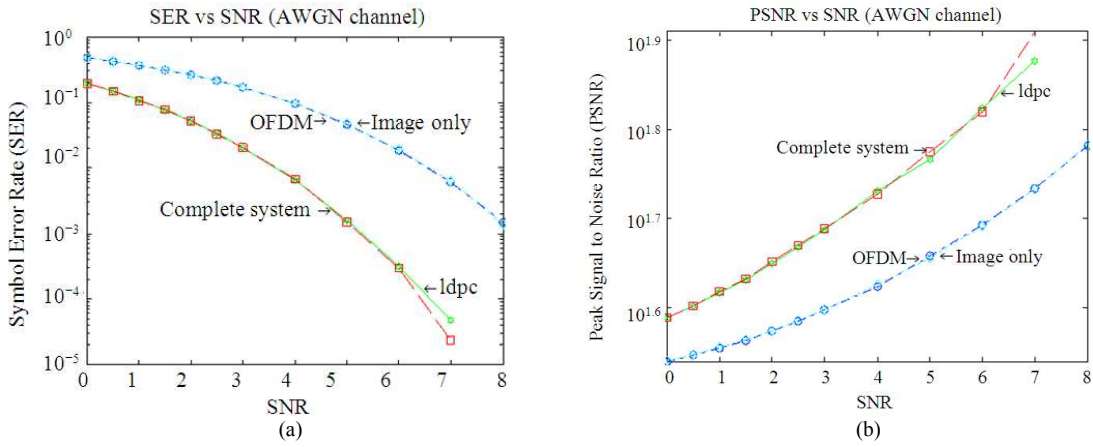 SER vs SNR (AWGN channel)
Symbol Error Rate (SER)
10^0
10^-1
10^-2
10^-3
10^-4
10^-5
OFDM → ← Image only
Complete system →
← ldpc
0 1 2 3 4 5 6 7 8
SNR
(a)
PSNR vs SNR (AWGN channel)
Peak Signal to Noise Ratio (PSNR)
10^1.9
10^1.8
10^1.7
10^1.6
← ldpc
Complete system →
OFDM → ← Image only
0 1 2 3 4 5 6 7 8
SNR
(b)